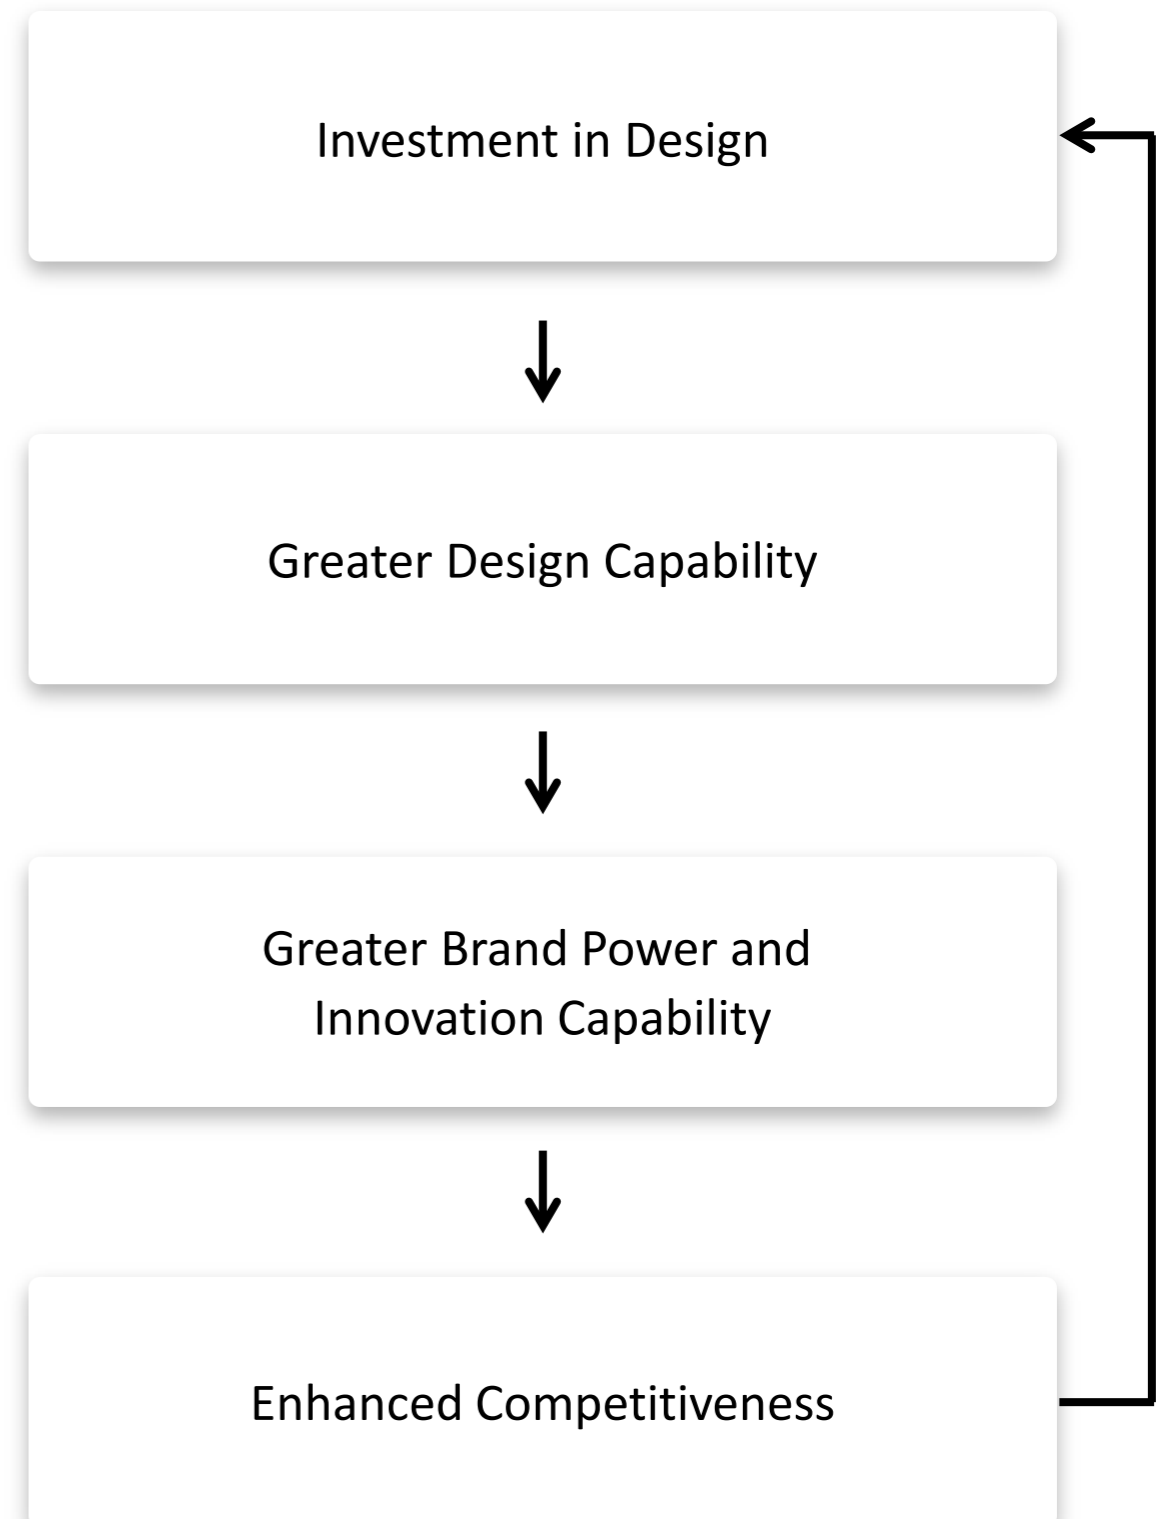 Investment in Design
Greater Design Capability
Greater Brand Power and
Innovation Capability
Enhanced Competitiveness